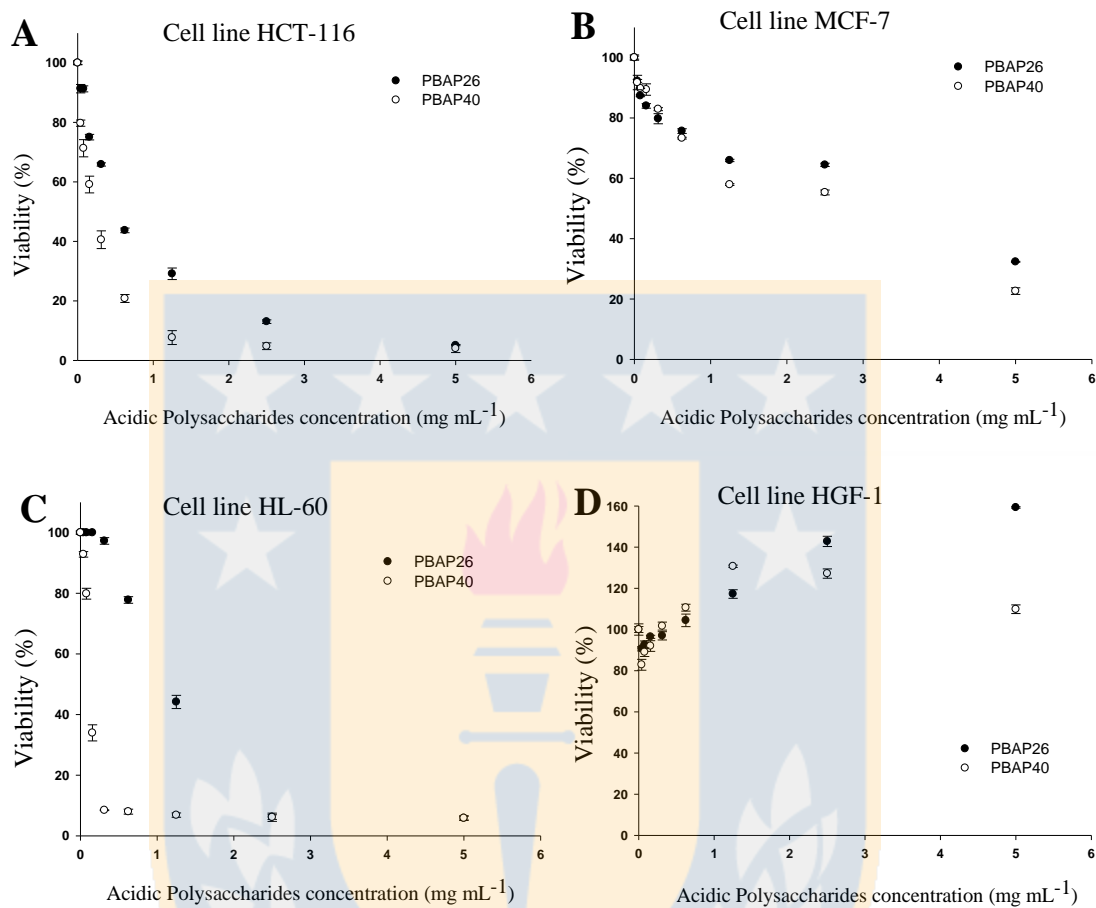 A
Cell line HCT-116
PBAP26
PBAP40
Viability (%)
100
80
60
40
20
0
0 1 2 3 4 5 6
Acidic Polysaccharides concentration (mg mL-1)
B
Cell line MCF-7
PBAP26
PBAP40
Viability (%)
100
80
60
40
20
0
0 1 2 3 4 5 6
Acidic Polysaccharides concentration (mg mL-1)
C
Cell line HL-60
PBAP26
PBAP40
Viability (%)
100
80
60
40
20
0
0 1 2 3 4 5 6
Acidic Polysaccharides concentration (mg mL-1)
D
Cell line HGF-1
PBAP26
PBAP40
Viability (%)
160
140
120
100
80
60
40
20
0
0 1 2 3 4 5 6
Acidic Polysaccharides concentration (mg mL-1)